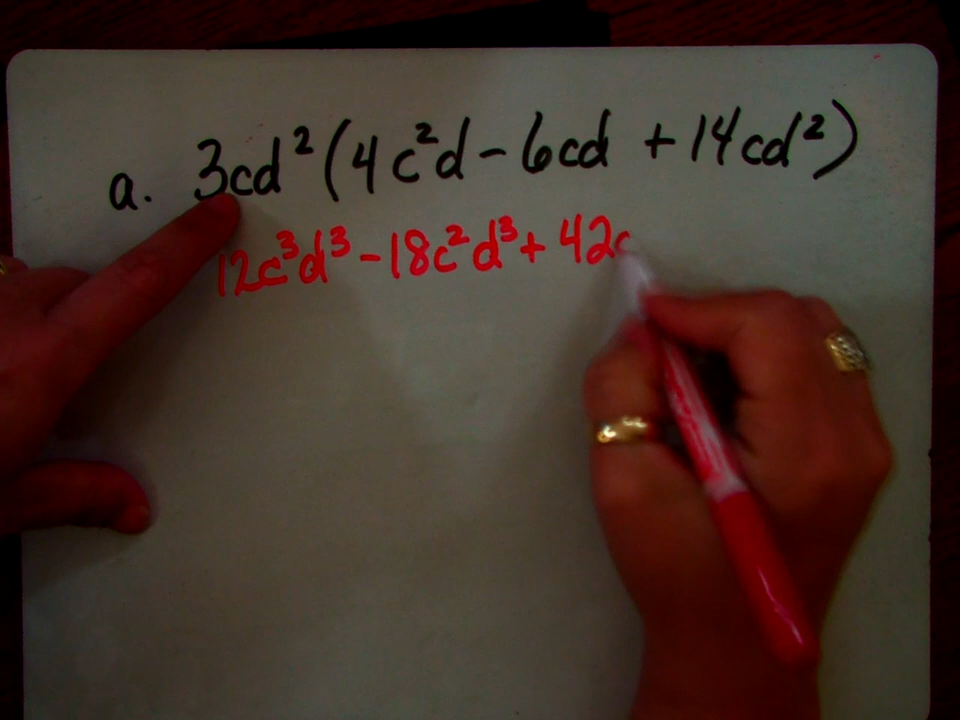 a. 3cd²(4c²d - 6cd + 14cd²)
12c³d³ - 18c²d³ + 42c